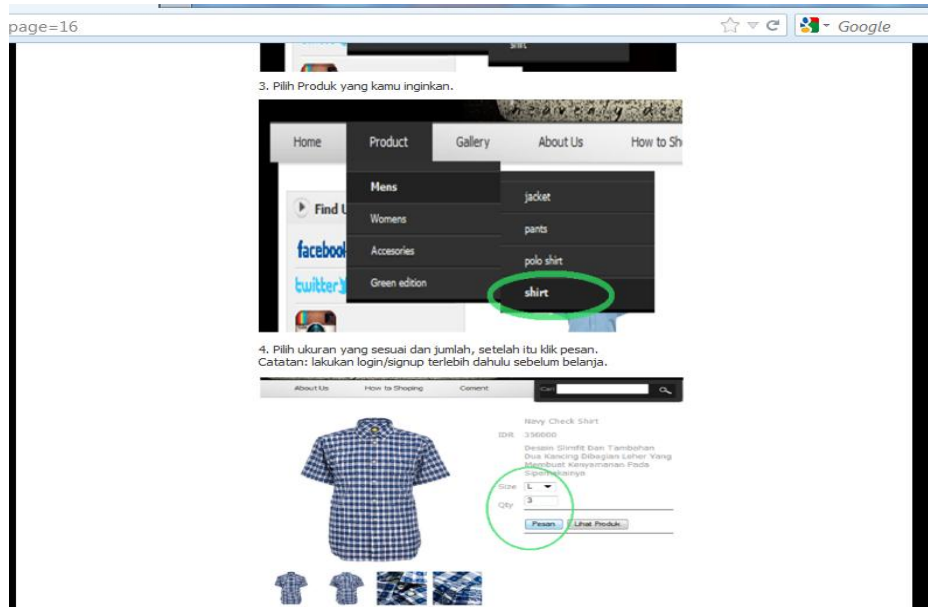 page=16
Google
shirt
3. Pilih Produk yang kamu inginkan.
heavenly
Home Product Gallery About Us How to Sh
Mens
Womens
Accesories
Green edition
jacket
pants
polo shirt
shirt
Find U
facebook
twitter
4. Pilih ukuran yang sesuai dan jumlah, setelah itu klik pesan.
Catatan: lakukan login/signup terlebih dahulu sebelum belanja.
About Us How to Shoping Coment Cari
Navy Check Shirt
IDR 350000
Desain Slimfit Dan Tambahan
Dua Kancing Dibagian Leher Yang
Membuat Kenyamanan Pada
Sipemakainya
Size L
Qty 3
Pesan Lihat Produk